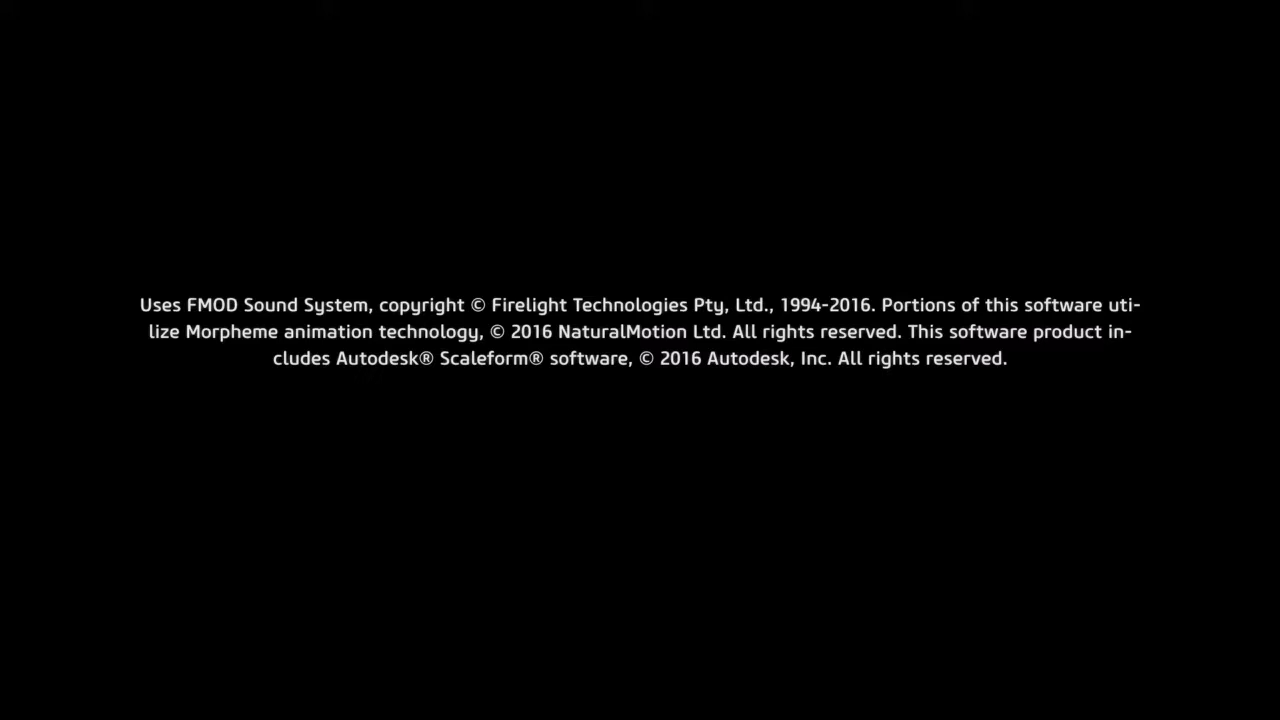 Uses FMOD Sound System, copyright © Firelight Technologies Pty, Ltd., 1994-2016. Portions of this software uti-
lize Morpheme animation technology, © 2016 NaturalMotion Ltd. All rights reserved. This software product in-
cludes Autodesk® Scaleform® software, © 2016 Autodesk, Inc. All rights reserved.